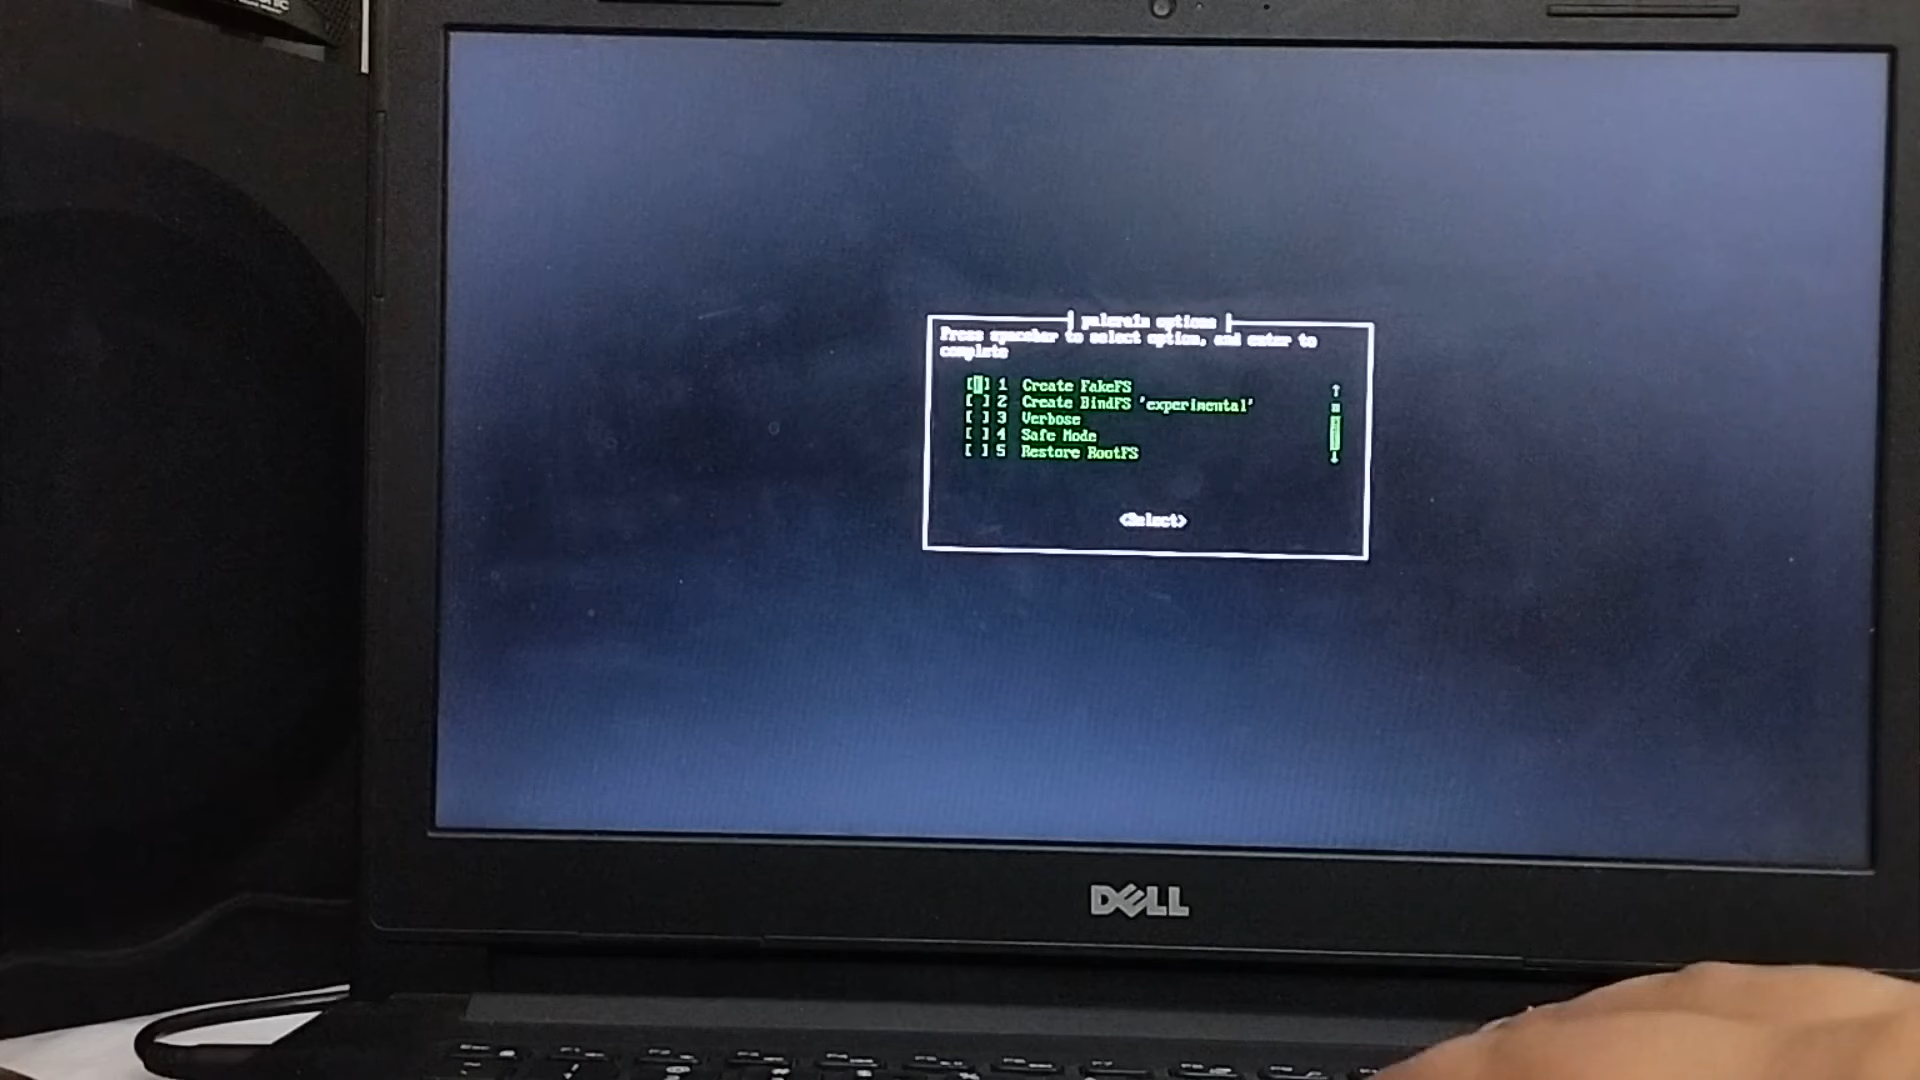 palera1n options
Press spacebar to select option, and enter to
complete
[ ] 1 Create FakeFS
[ ] 2 Create BindFS 'experimental'
[ ] 3 Verbose
[ ] 4 Safe Mode
[ ] 5 Restore RootFS
<Select>
DELL